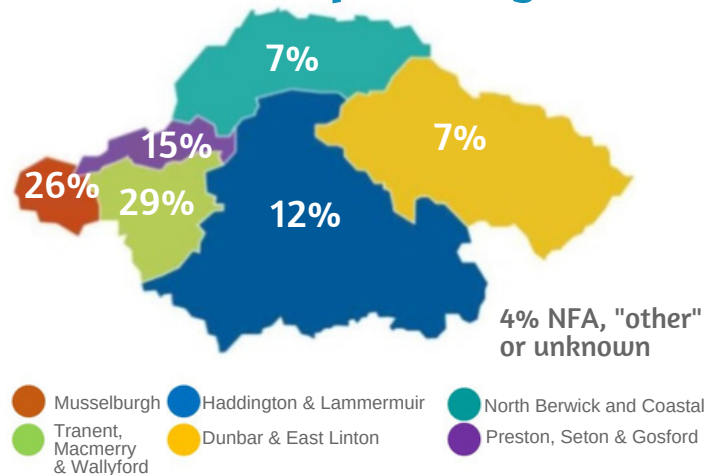 7%
7%
15%
26%
29%
12%
4% NFA, "other"
or unknown
Musselburgh
Haddington & Lammermuir
North Berwick and Coastal
Tranent,
Macmerry
& Wallyford
Dunbar & East Linton
Preston, Seton & Gosford